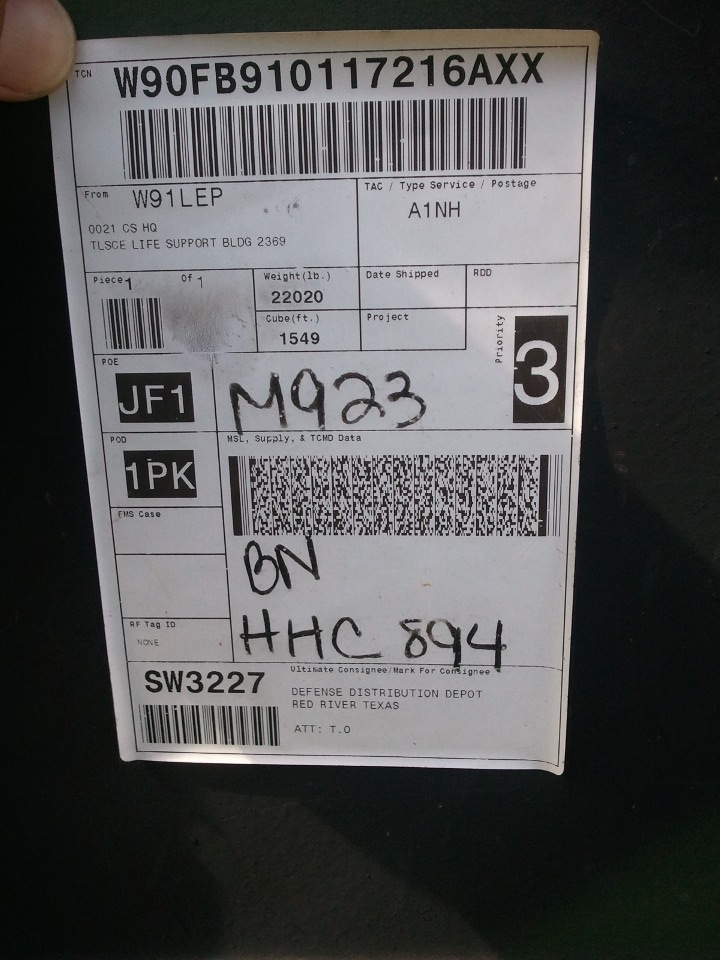 TCN W90FB910117216AXX
From W91LEP
0021 CS HQ
TLSCE LIFE SUPPORT BLDG 2369
TAC / Type Service / Postage
A1NH
Piece 1 Of 1
Weight(lb.)
22020
Cube(ft.)
1549
Date Shipped
RDD
Project
Priority
3
POE
JF1
M923
POD
1PK
MSL, Supply, & TCMD Data
FMS Case
BN
HHC 894
RF Tag ID
NONE
SW3227
Ultimate Consignee/Mark For Consignee
DEFENSE DISTRIBUTION DEPOT
RED RIVER TEXAS
ATT: T.O